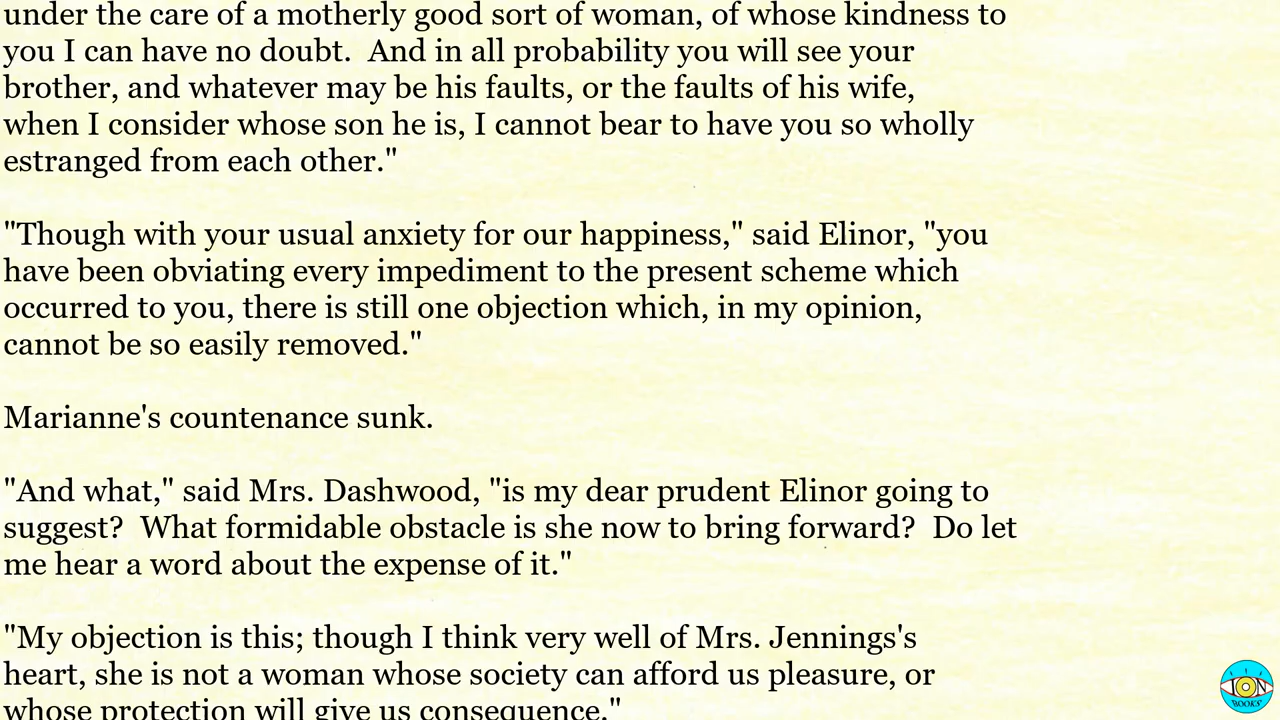 under the care of a motherly good sort of woman, of whose kindness to
you I can have no doubt.  And in all probability you will see your
brother, and whatever may be his faults, or the faults of his wife,
when I consider whose son he is, I cannot bear to have you so wholly
estranged from each other."
"Though with your usual anxiety for our happiness," said Elinor, "you
have been obviating every impediment to the present scheme which
occurred to you, there is still one objection which, in my opinion,
cannot be so easily removed."
Marianne's countenance sunk.
"And what," said Mrs. Dashwood, "is my dear prudent Elinor going to
suggest?  What formidable obstacle is she now to bring forward?  Do let
me hear a word about the expense of it."
"My objection is this; though I think very well of Mrs. Jennings's
heart, she is not a woman whose society can afford us pleasure, or
whose protection will give us consequence."
ION
BOOKS